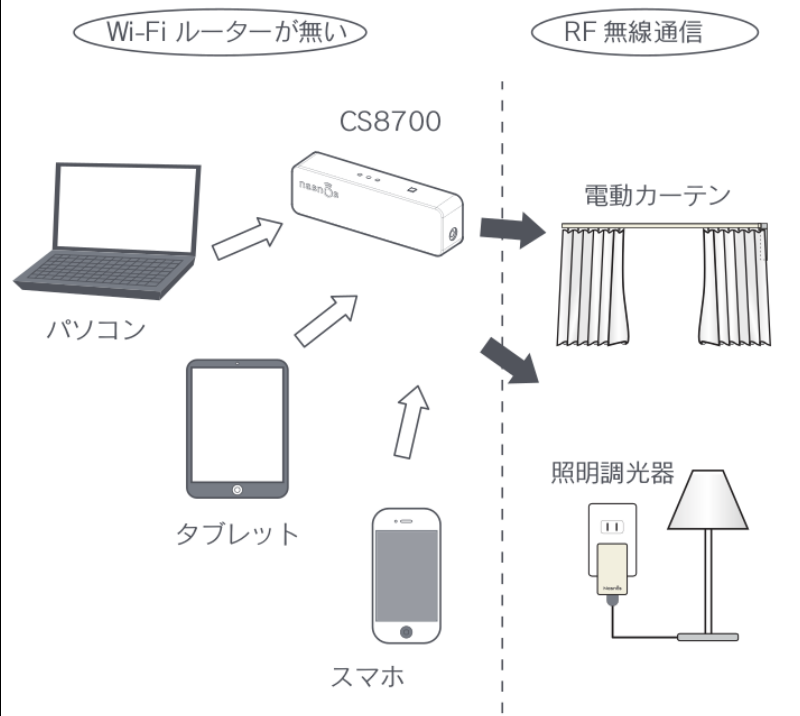 Wi-Fi ルーターが無い
RF 無線通信
CS8700
naanos
電動カーテン
パソコン
照明調光器
タブレット
スマホ